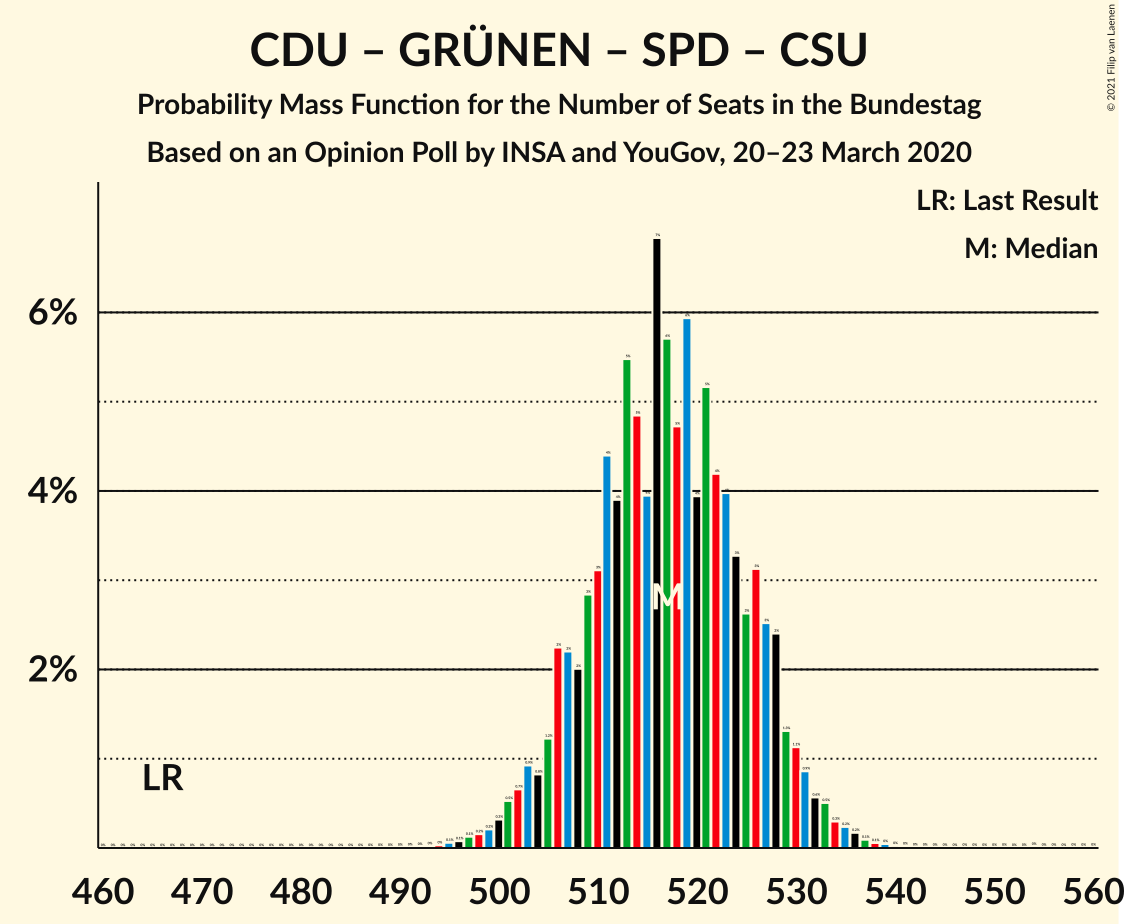 CDU – GRÜNEN – SPD – CSU
Probability Mass Function for the Number of Seats in the Bundestag
Based on an Opinion Poll by INSA and YouGov, 20–23 March 2020
© 2021 Filip van Laenen
LR: Last Result
M: Median
6%
4%
2%
M
LR
460 470 480 490 500 510 520 530 540 550 560